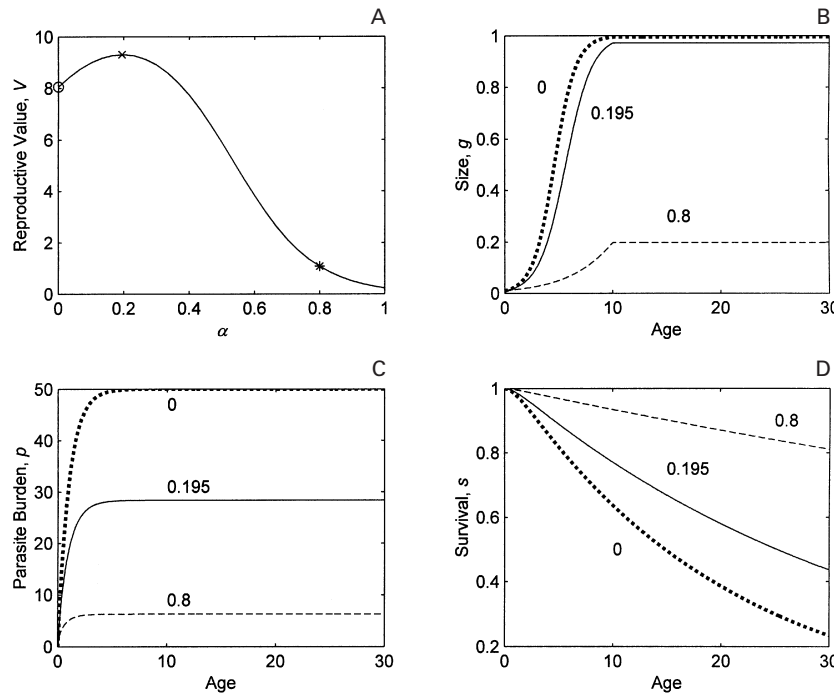 A
Reproductive Value, V
10
8
6
4
2
0
0 0.2 0.4 0.6 0.8 1
α
B
Size, g
1
0.8
0.6
0.4
0.2
0
0
0.195
0.8
0 10 20 30
Age
C
Parasite Burden, p
50
40
30
20
10
0
0
0.195
0.8
0 10 20 30
Age
D
Survival, s
1
0.8
0.6
0.4
0.2
0.8
0.195
0
0 10 20 30
Age